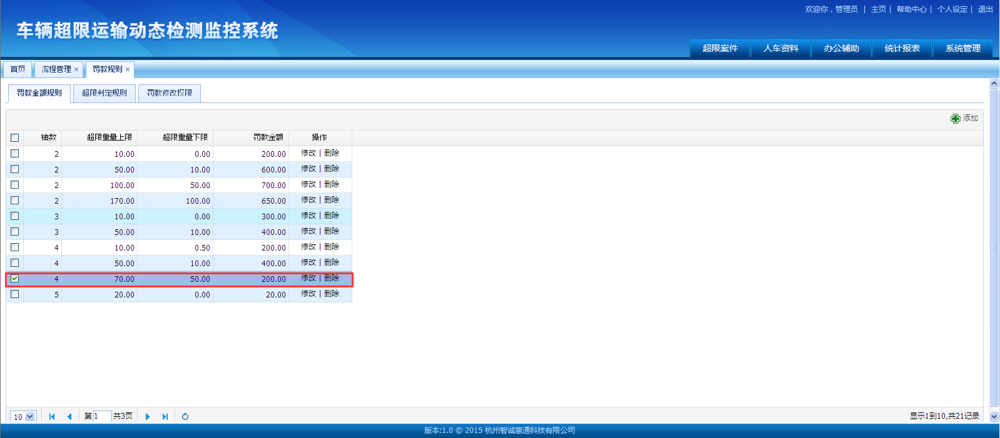 欢迎你，管理员 | 主页 | 帮助中心 | 个人设定 | 退出
车辆超限运输动态检测监控系统
超限案件 人车资料 办公辅助 统计报表 系统管理
首页 流程管理 × 罚款规则 ×
罚款金额规则 超限判定规则 罚款修改权限
添加
轴数 超限重量上限 超限重量下限 罚款金额 操作
2 10.00 0.00 200.00 修改 | 删除
2 50.00 10.00 600.00 修改 | 删除
2 100.00 50.00 700.00 修改 | 删除
2 170.00 100.00 650.00 修改 | 删除
3 10.00 0.00 300.00 修改 | 删除
3 50.00 10.00 400.00 修改 | 删除
4 10.00 0.50 200.00 修改 | 删除
4 50.00 10.00 400.00 修改 | 删除
4 70.00 50.00 200.00 修改 | 删除
5 20.00 0.00 20.00 修改 | 删除
10 第 1 共3页 显示1到10,共21记录
版本:1.0 © 2015 杭州智诚惠通科技有限公司